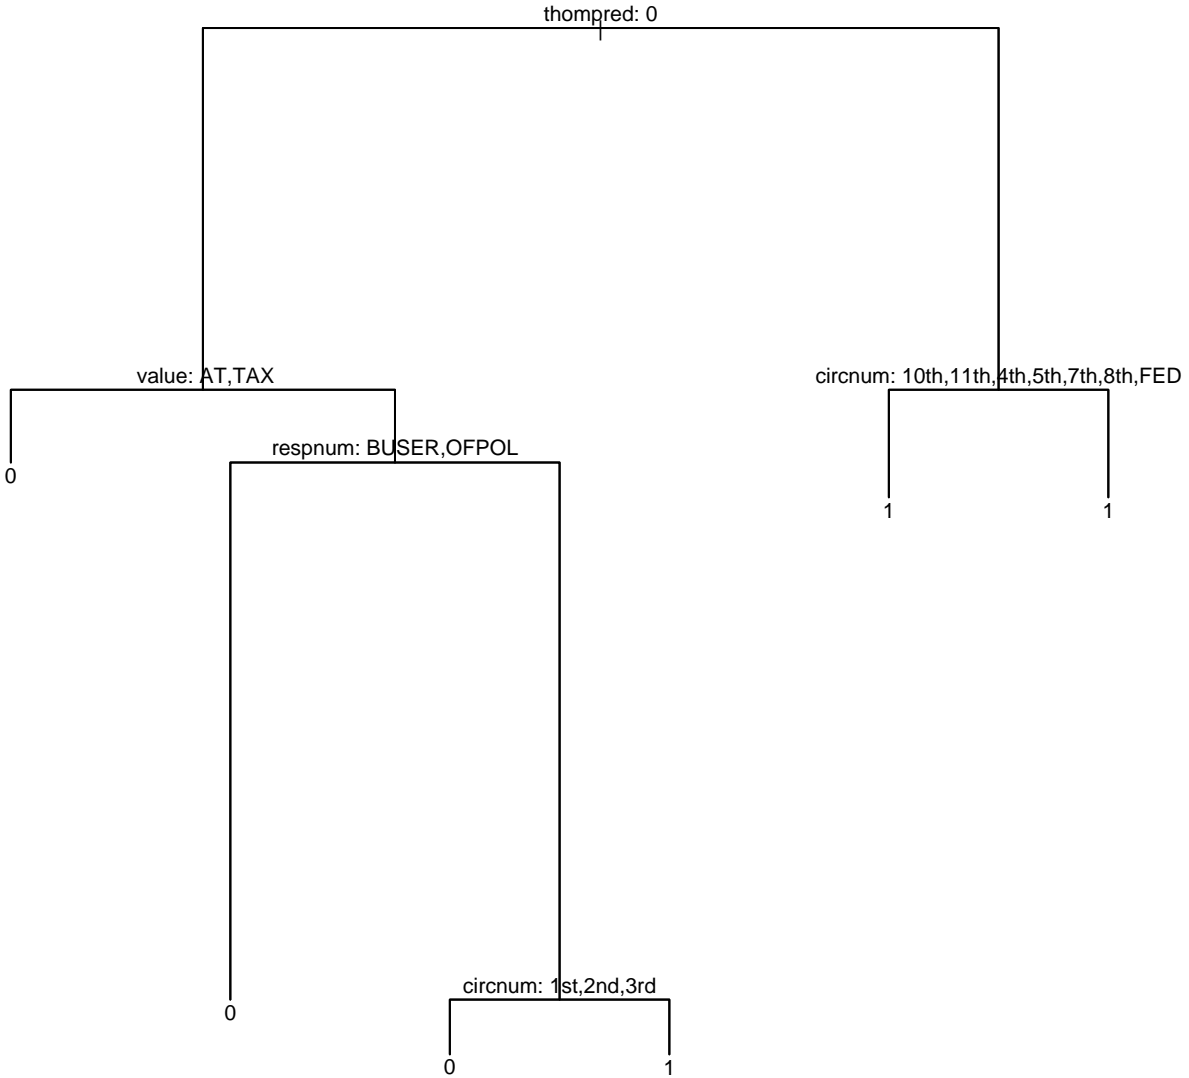 thompred: 0
value: AT,TAX
circnum: 10th,11th,4th,5th,7th,8th,FED
respnum: BUSER,OFPOL
0
1
1
circnum: 1st,2nd,3rd
0
0
1